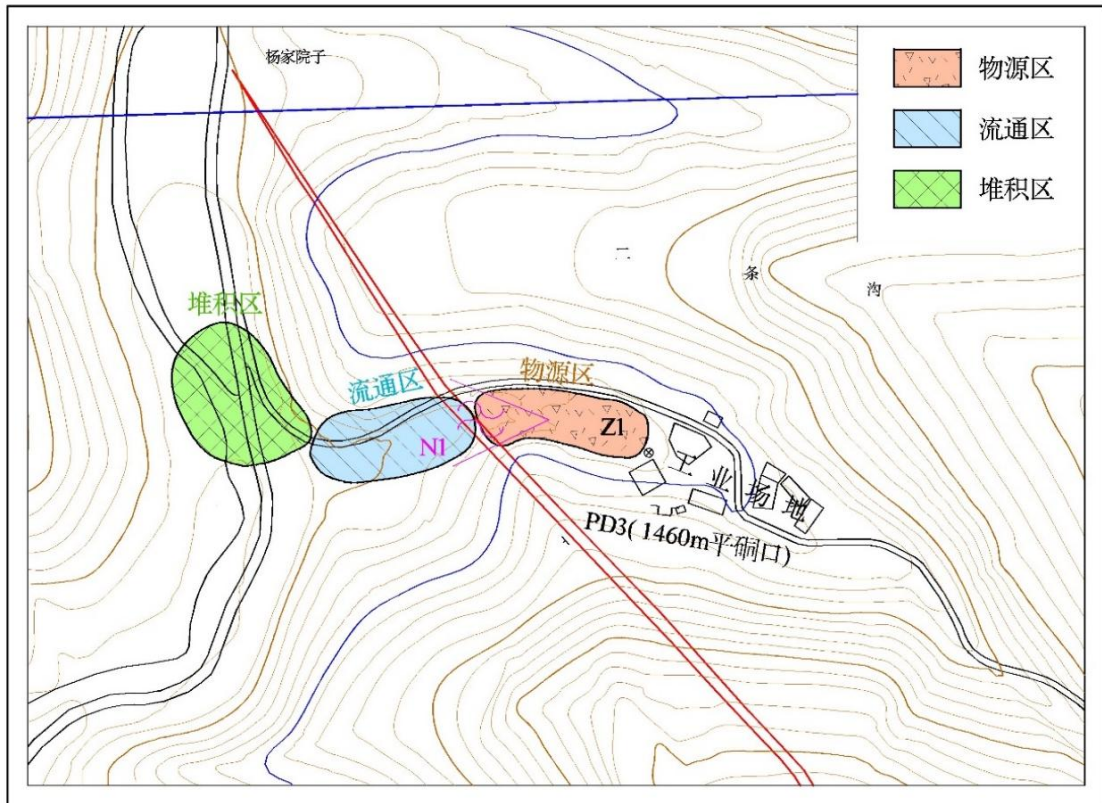 杨家院子
物源区
流通区
堆积区
二条沟
堆积区
流通区
物源区
N1
Z1
工业场地
PD3(1460m平硐口)